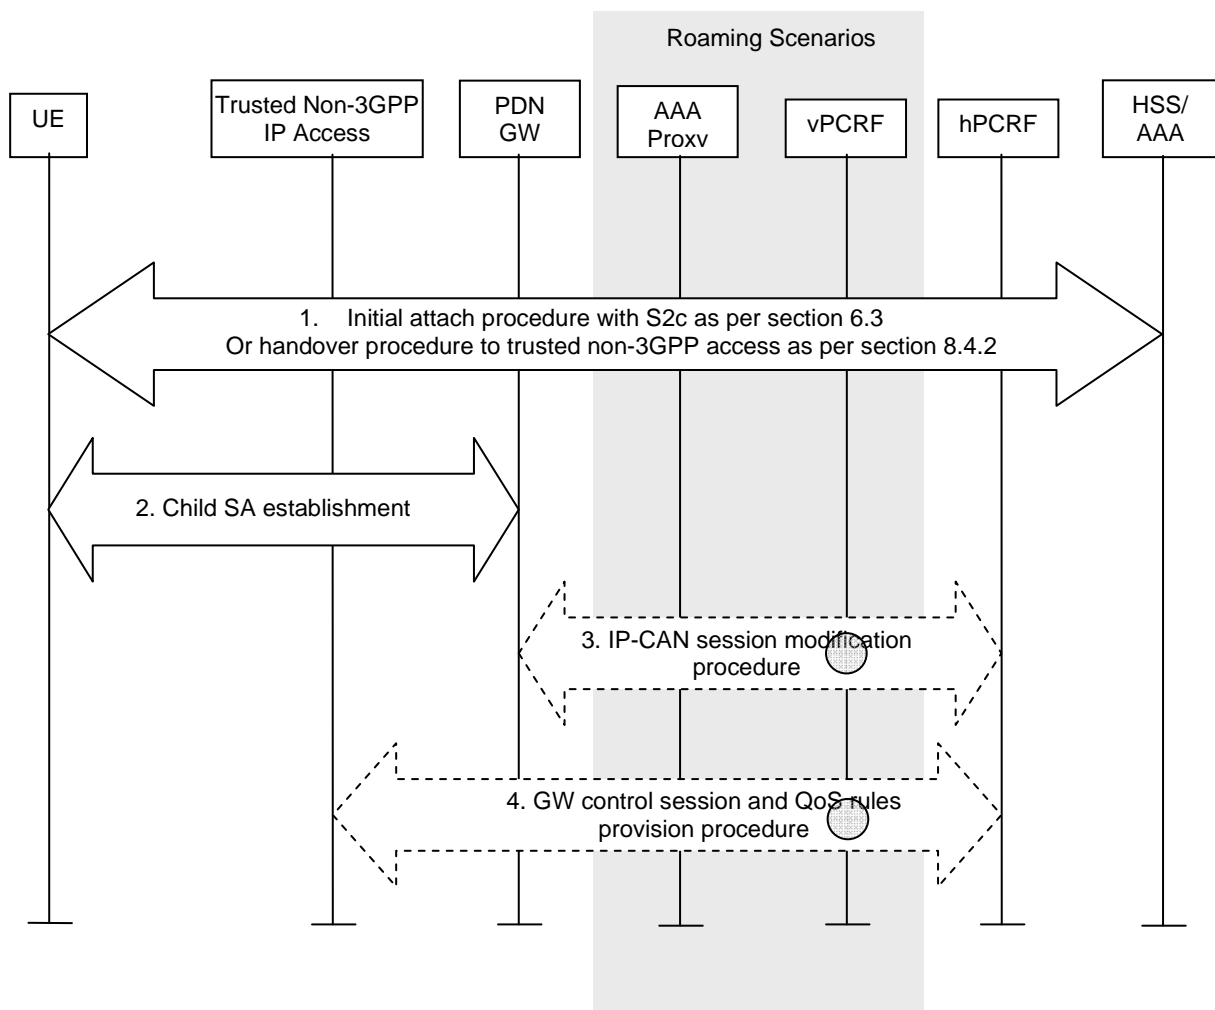 Roaming Scenarios
UE
Trusted Non-3GPP
IP Access
PDN
GW
AAA
Proxv
vPCRF
hPCRF
HSS/
AAA
1. Initial attach procedure with S2c as per section 6.3
Or handover procedure to trusted non-3GPP access as per section 8.4.2
2. Child SA establishment
3. IP-CAN session modification
procedure
4. GW control session and QoS rules
provision procedure